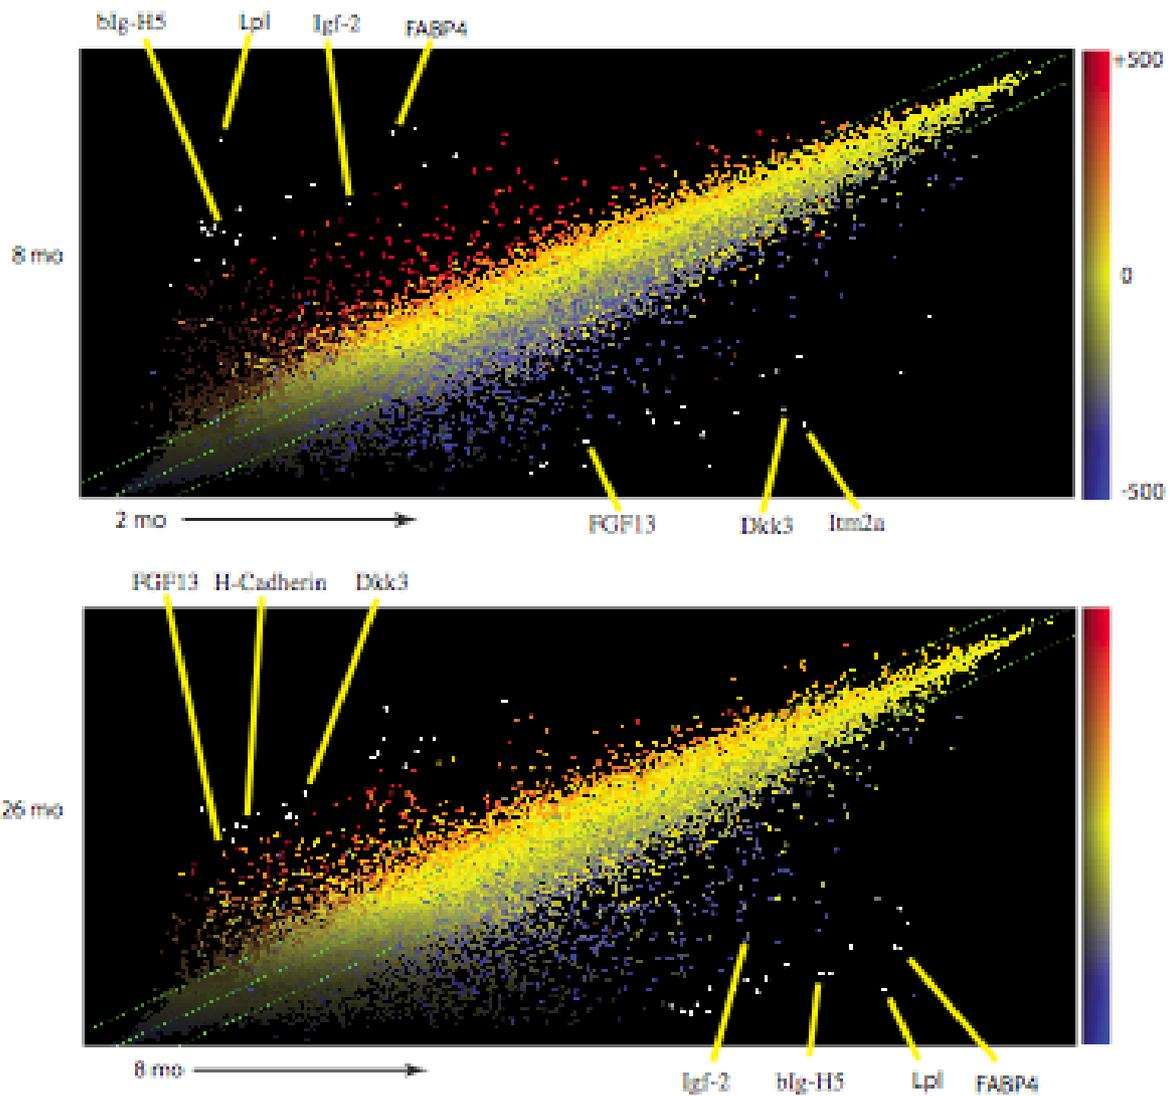 bIg-H5 Lpl Igf-2 FABP4
+500
8 mo
0
-500
2 mo
FGF13 Dkk3 Itm2a
FGF13 H-Cadherin Dkk3
26 mo
8 mo
Igf-2 bIg-H5 Lpl FABP4